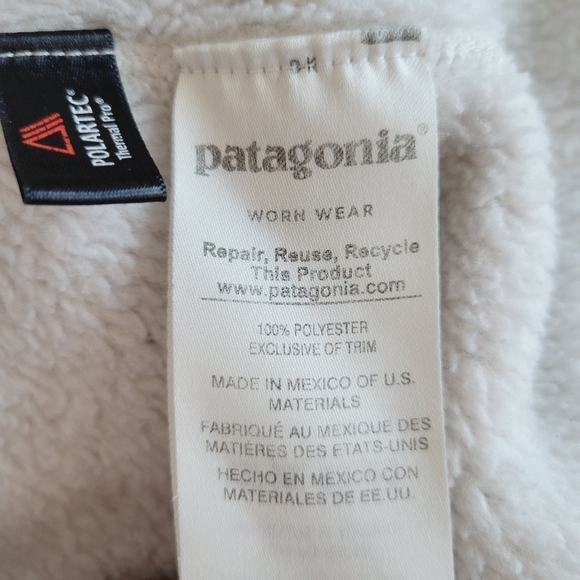 POLARTEC®
Thermal Pro®
patagonia®
WORN WEAR
Repair, Reuse, Recycle
This Product
www.patagonia.com
100% POLYESTER
EXCLUSIVE OF TRIM
MADE IN MEXICO OF U.S.
MATERIALS
FABRIQUÉ AU MEXIQUE DES
MATIÈRES DES ETATS-UNIS
HECHO EN MEXICO CON
MATERIALES DE EE.UU.